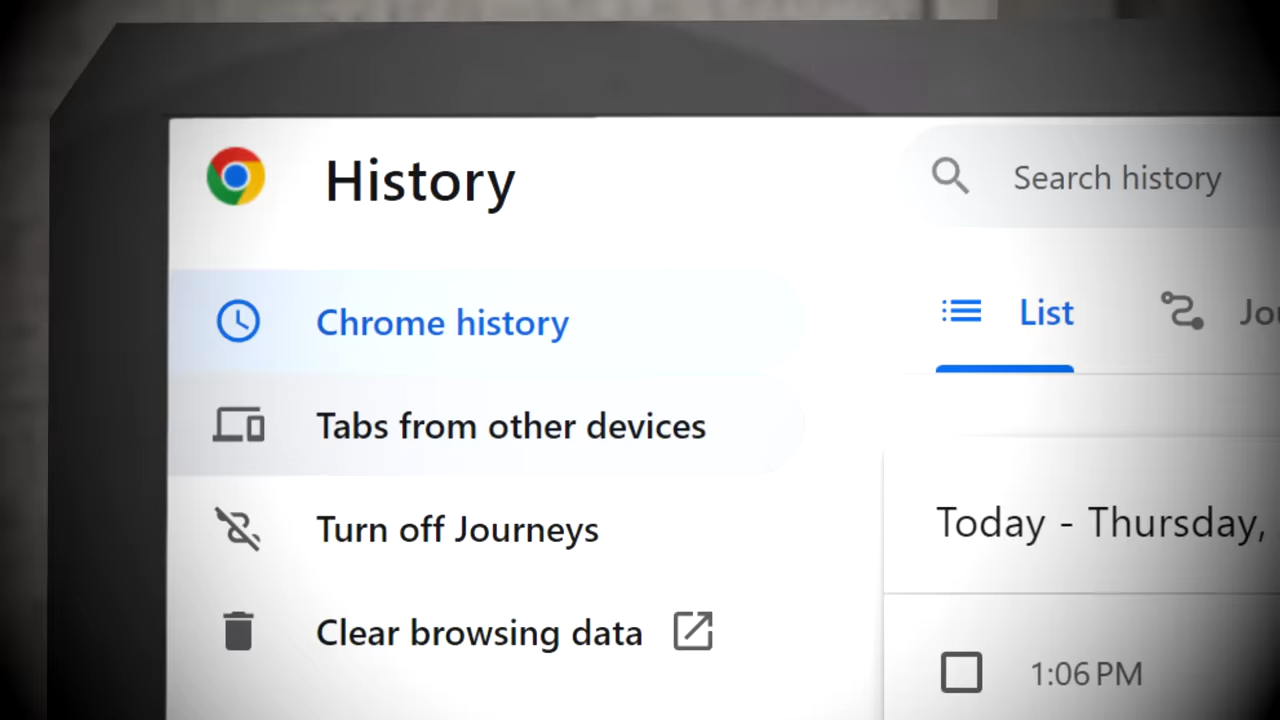 History
Search history
Chrome history
List
Tabs from other devices
Today - Thursday,
Turn off Journeys
Clear browsing data
1:06 PM